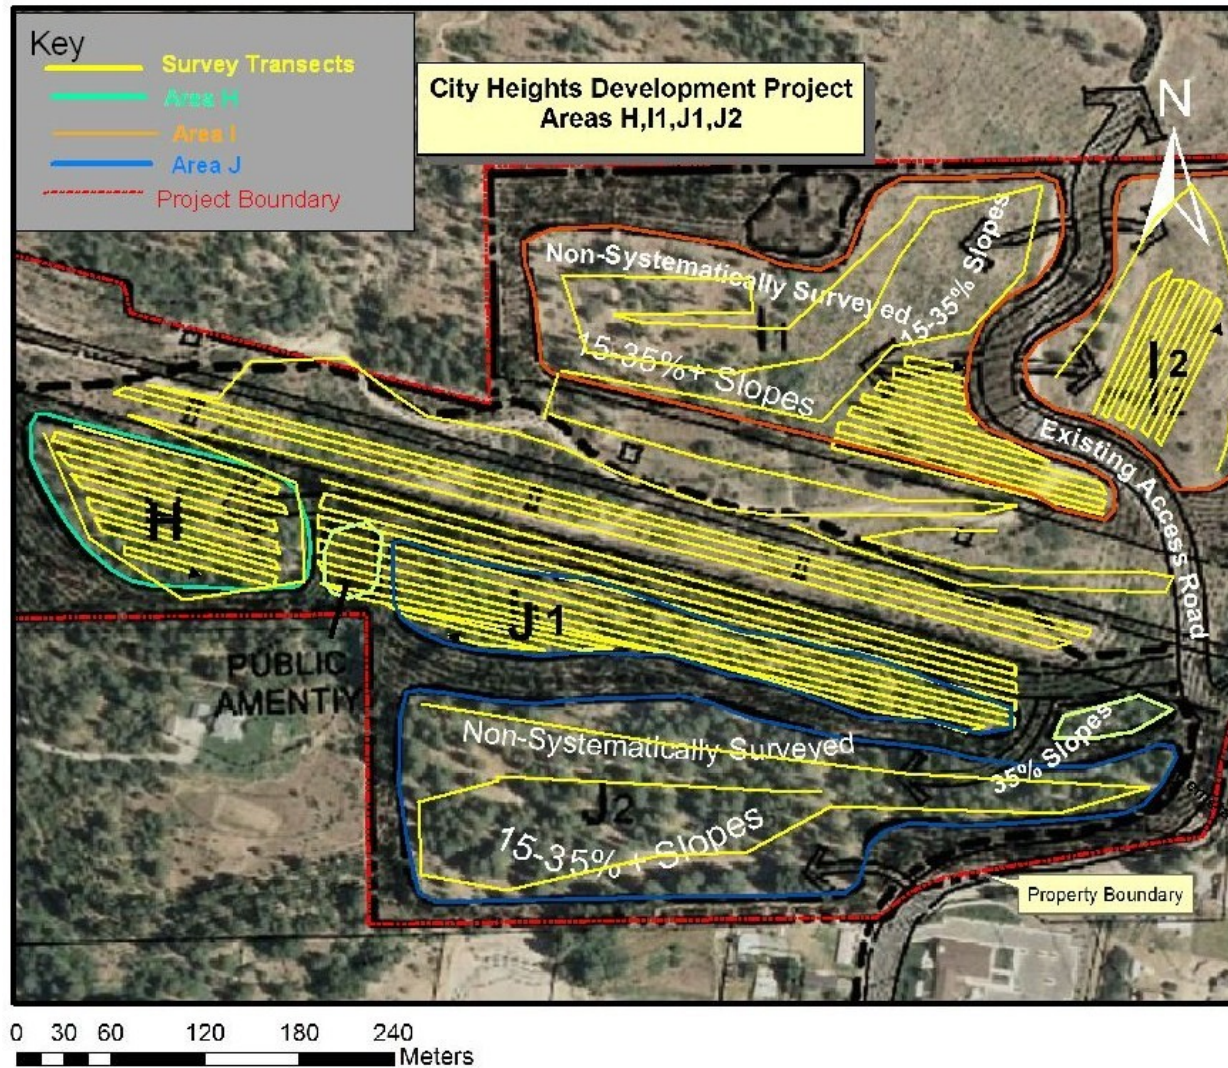 Key
Survey Transects
Area H
Area I
Area J
Project Boundary
City Heights Development Project
Areas H,I1,J1,J2
N
Non-Systematically Surveyed
15-35% Slopes
15-35%+ Slopes
I2
Existing Access Road
H
J1
PUBLIC
AMENTIY
Non-Systematically Surveyed
35% Slopes
J2
15-35%+ Slopes
Property Boundary
0 30 60 120 180 240
Meters